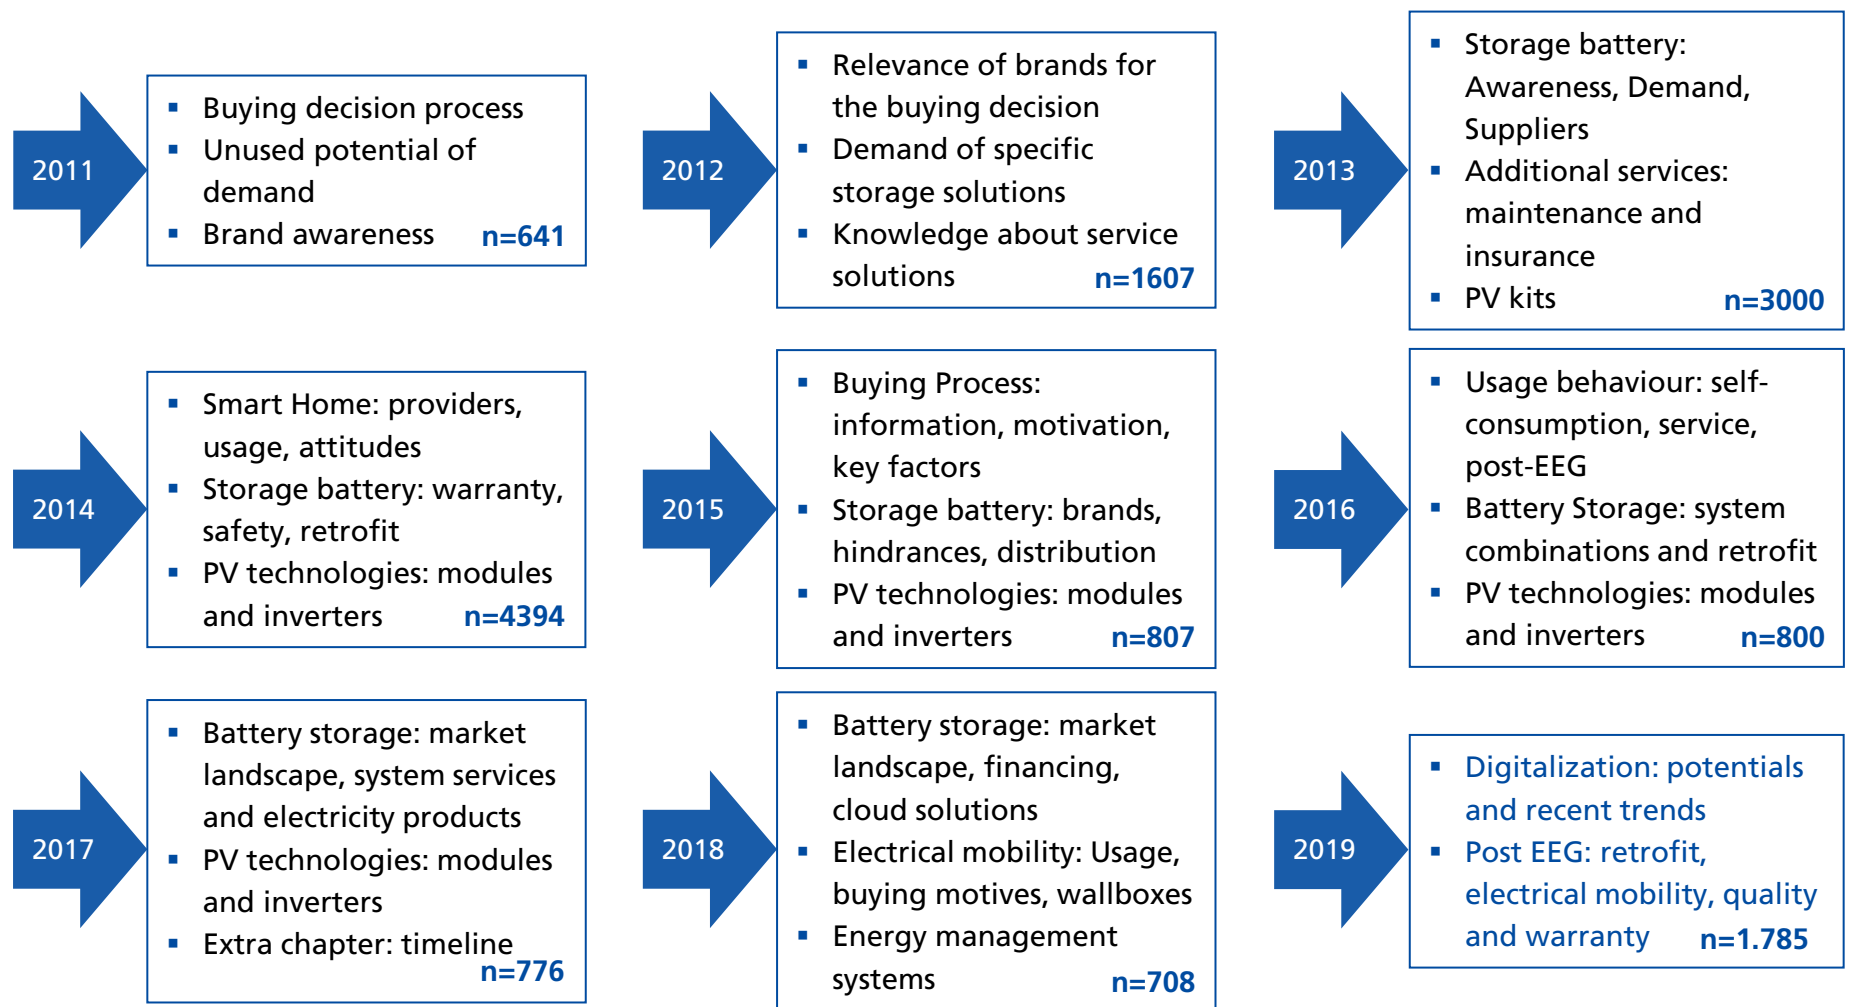 2011
▪ Buying decision process
▪ Unused potential of
demand
▪ Brand awareness n=641
2012
▪ Relevance of brands for
the buying decision
▪ Demand of specific
storage solutions
▪ Knowledge about service
solutions n=1607
2013
▪ Storage battery:
Awareness, Demand,
Suppliers
▪ Additional services:
maintenance and
insurance
▪ PV kits n=3000
2014
▪ Smart Home: providers,
usage, attitudes
▪ Storage battery: warranty,
safety, retrofit
▪ PV technologies: modules
and inverters n=4394
2015
▪ Buying Process:
information, motivation,
key factors
▪ Storage battery: brands,
hindrances, distribution
▪ PV technologies: modules
and inverters n=807
2016
▪ Usage behaviour: self-
consumption, service,
post-EEG
▪ Battery Storage: system
combinations and retrofit
▪ PV technologies: modules
and inverters n=800
2017
▪ Battery storage: market
landscape, system services
and electricity products
▪ PV technologies: modules
and inverters
▪ Extra chapter: timeline
n=776
2018
▪ Battery storage: market
landscape, financing,
cloud solutions
▪ Electrical mobility: Usage,
buying motives, wallboxes
▪ Energy management
systems n=708
2019
▪ Digitalization: potentials
and recent trends
▪ Post EEG: retrofit,
electrical mobility, quality
and warranty n=1.785